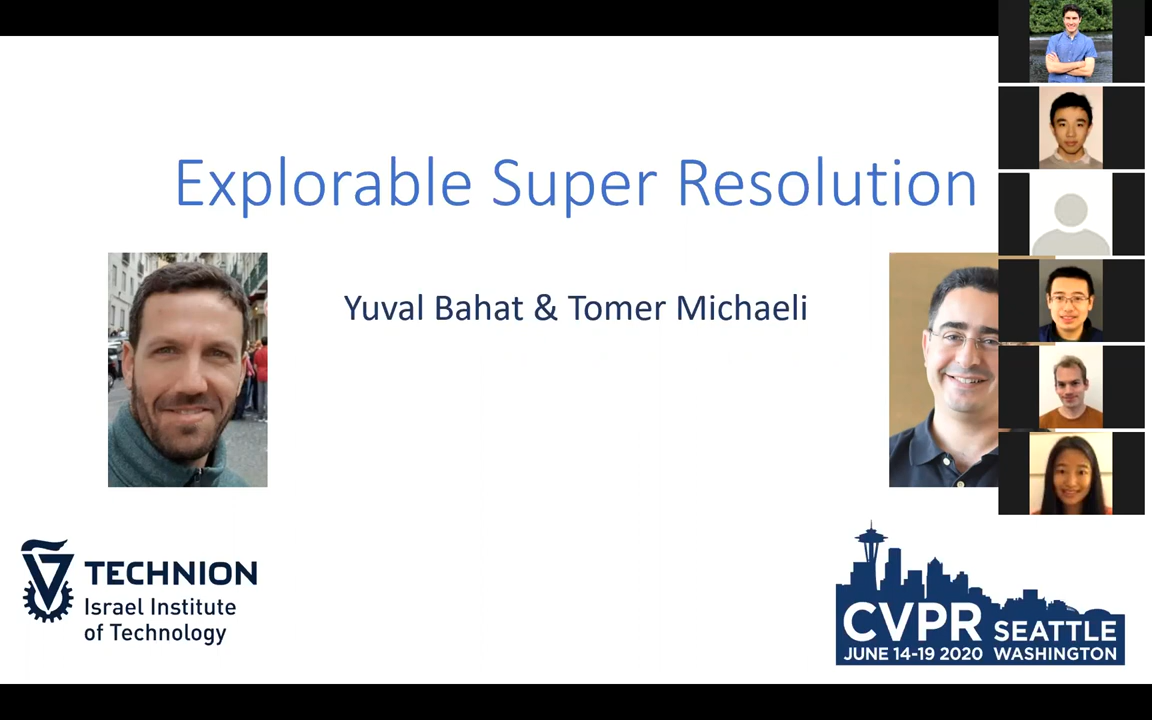 Explorable Super Resolution
Yuval Bahat & Tomer Michaeli
TECHNION
Israel Institute
of Technology
CVPR SEATTLE
JUNE 14-19 2020 WASHINGTON